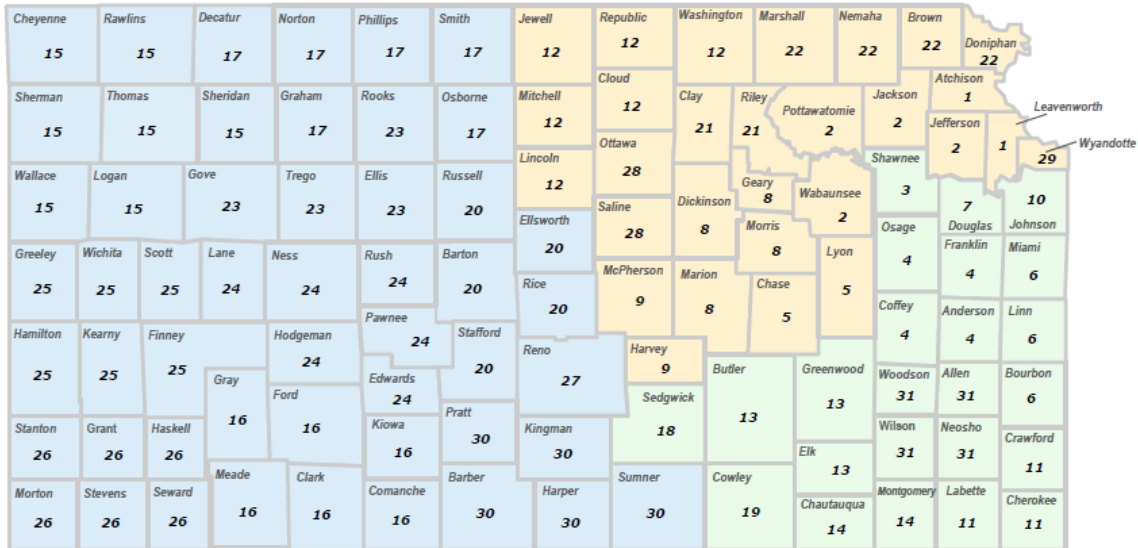 Cheyenne Rawlins Decatur Norton Phillips Smith Jewell Republic Washington Marshall Nemaha Brown Doniphan
15 15 17 17 17 17 12 12 12 22 22 22 22
Sherman Thomas Sheridan Graham Rooks Osborne Mitchell Cloud Clay Riley Pottawatomie Jackson Atchison Leavenworth
15 15 15 17 23 17 12 12 21 21 2 2 1 1
Jefferson Wyandotte
2 29
Wallace Logan Gove Trego Ellis Russell Lincoln Ottawa Dickinson Geary Wabaunsee Shawnee Douglas Johnson
15 15 23 23 23 20 12 28 8 8 2 3 7 10
Ellsworth Saline Morris Osage
20 28 8 4
Greeley Wichita Scott Lane Ness Rush Barton Rice McPherson Marion Chase Lyon Franklin Miami
25 25 25 24 24 24 20 20 9 8 5 5 4 6
Hamilton Kearny Finney Hodgeman Pawnee Stafford Reno Harvey Coffey Anderson Linn
25 25 25 24 24 20 27 9 4 4 6
Gray Ford Edwards Sedgwick Butler Greenwood Woodson Allen Bourbon
16 16 24 18 13 13 31 31 6
Stanton Grant Haskell Kiowa Pratt Kingman Elk Wilson Neosho Crawford
26 26 26 16 30 30 13 31 31 11
Morton Stevens Seward Meade Clark Comanche Barber Harper Sumner Cowley Chautauqua Montgomery Labette Cherokee
26 26 26 16 16 16 30 30 30 19 14 14 11 11